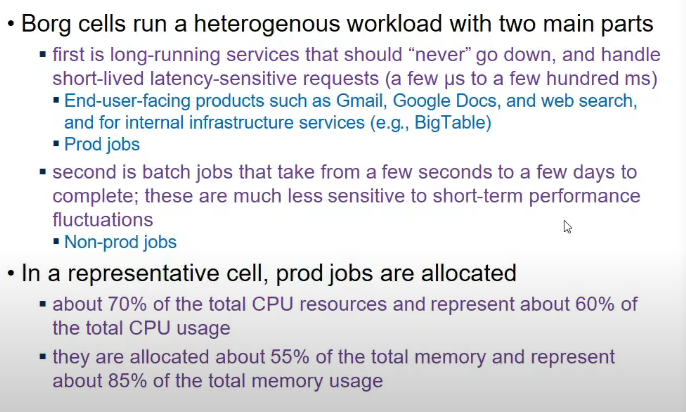 • Borg cells run a heterogenous workload with two main parts
▪ first is long-running services that should “never” go down, and handle
short-lived latency-sensitive requests (a few µs to a few hundred ms)
▪ End-user-facing products such as Gmail, Google Docs, and web search,
and for internal infrastructure services (e.g., BigTable)
▪ Prod jobs
▪ second is batch jobs that take from a few seconds to a few days to
complete; these are much less sensitive to short-term performance
fluctuations
▪ Non-prod jobs
• In a representative cell, prod jobs are allocated
▪ about 70% of the total CPU resources and represent about 60% of
the total CPU usage
▪ they are allocated about 55% of the total memory and represent
about 85% of the total memory usage